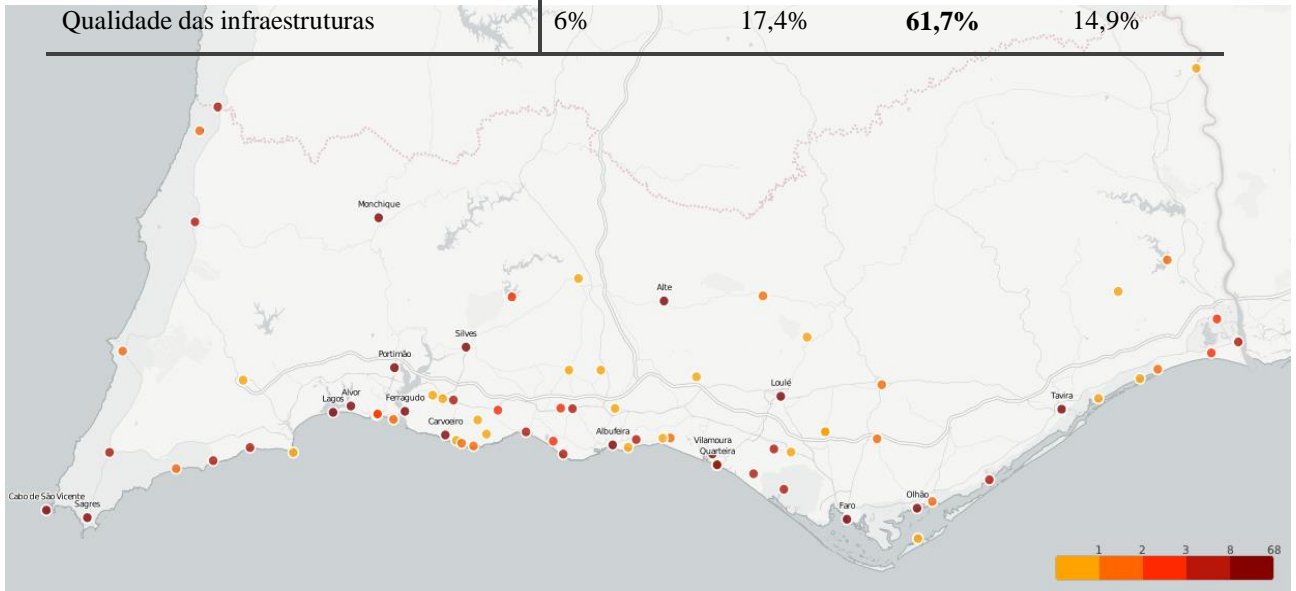 Qualidade das infraestruturas 6% 17,4% 61,7% 14,9%
Monchique
Alte
Silves
Portimão
Loulé
Alvor
Lagos
Ferragudo
Tavira
Carvoeiro
Albufeira
Vilamoura
Quarteira
Cabo de São Vicente
Sagres
Faro
Olhão
1 2 3 8 68